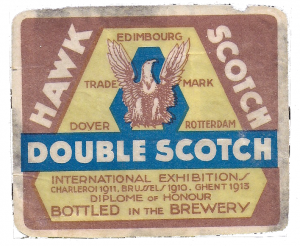 HAWK SCOTCH
EDIMBOURG
TRADE MARK
DOVER ROTTERDAM
DOUBLE SCOTCH
INTERNATIONAL EXHIBITIONS
CHARLEROI 1911, BRUSSELS 1910, GHENT 1913
DIPLOME OF HONOUR
BOTTLED IN THE BREWERY